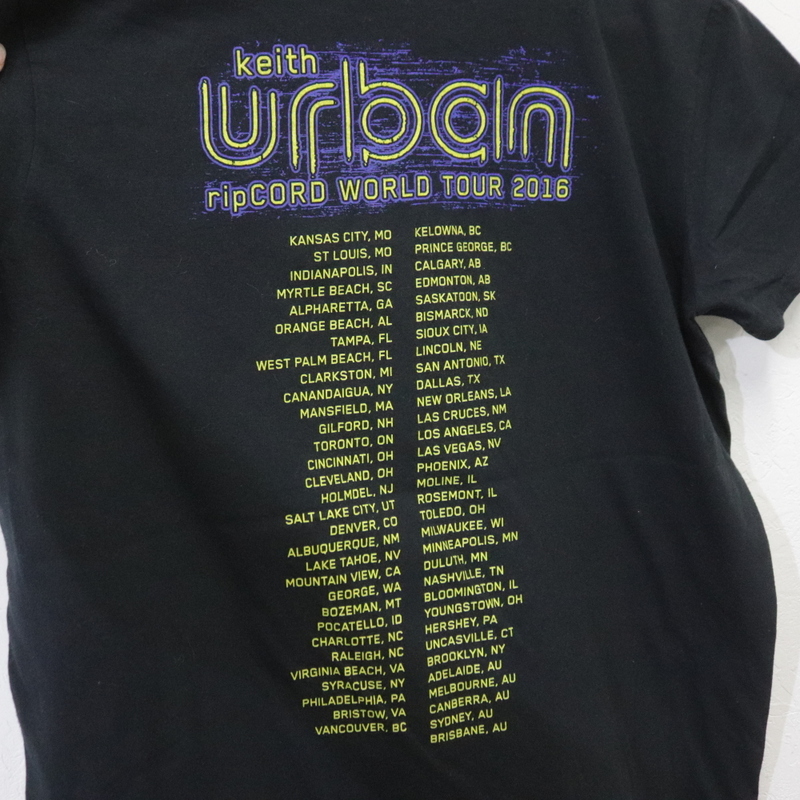 keith
urban
ripCORD WORLD TOUR 2016
KANSAS CITY, MO
ST LOUIS, MO
INDIANAPOLIS, IN
MYRTLE BEACH, SC
ALPHARETTA, GA
ORANGE BEACH, AL
TAMPA, FL
WEST PALM BEACH, FL
CLARKSTON, MI
CANANDAIGUA, NY
MANSFIELD, MA
GILFORD, NH
TORONTO, ON
CINCINNATI, OH
CLEVELAND, OH
HOLMDEL, NJ
SALT LAKE CITY, UT
DENVER, CO
ALBUQUERQUE, NM
LAKE TAHOE, NV
MOUNTAIN VIEW, CA
GEORGE, WA
BOZEMAN, MT
POCATELLO, ID
CHARLOTTE, NC
RALEIGH, NC
VIRGINIA BEACH, VA
SYRACUSE, NY
PHILADELPHIA, PA
BRISTOW, VA
VANCOUVER, BC
KELOWNA, BC
PRINCE GEORGE, BC
CALGARY, AB
EDMONTON, AB
SASKATOON, SK
BISMARCK, ND
SIOUX CITY, IA
LINCOLN, NE
SAN ANTONIO, TX
DALLAS, TX
NEW ORLEANS, LA
LAS CRUCES, NM
LOS ANGELES, CA
LAS VEGAS, NV
PHOENIX, AZ
MOLINE, IL
ROSEMONT, IL
TOLEDO, OH
MILWAUKEE, WI
MINNEAPOLIS, MN
DULUTH, MN
NASHVILLE, TN
BLOOMINGTON, IL
YOUNGSTOWN, OH
HERSHEY, PA
UNCASVILLE, CT
BROOKLYN, NY
ADELAIDE, AU
MELBOURNE, AU
CANBERRA, AU
SYDNEY, AU
BRISBANE, AU